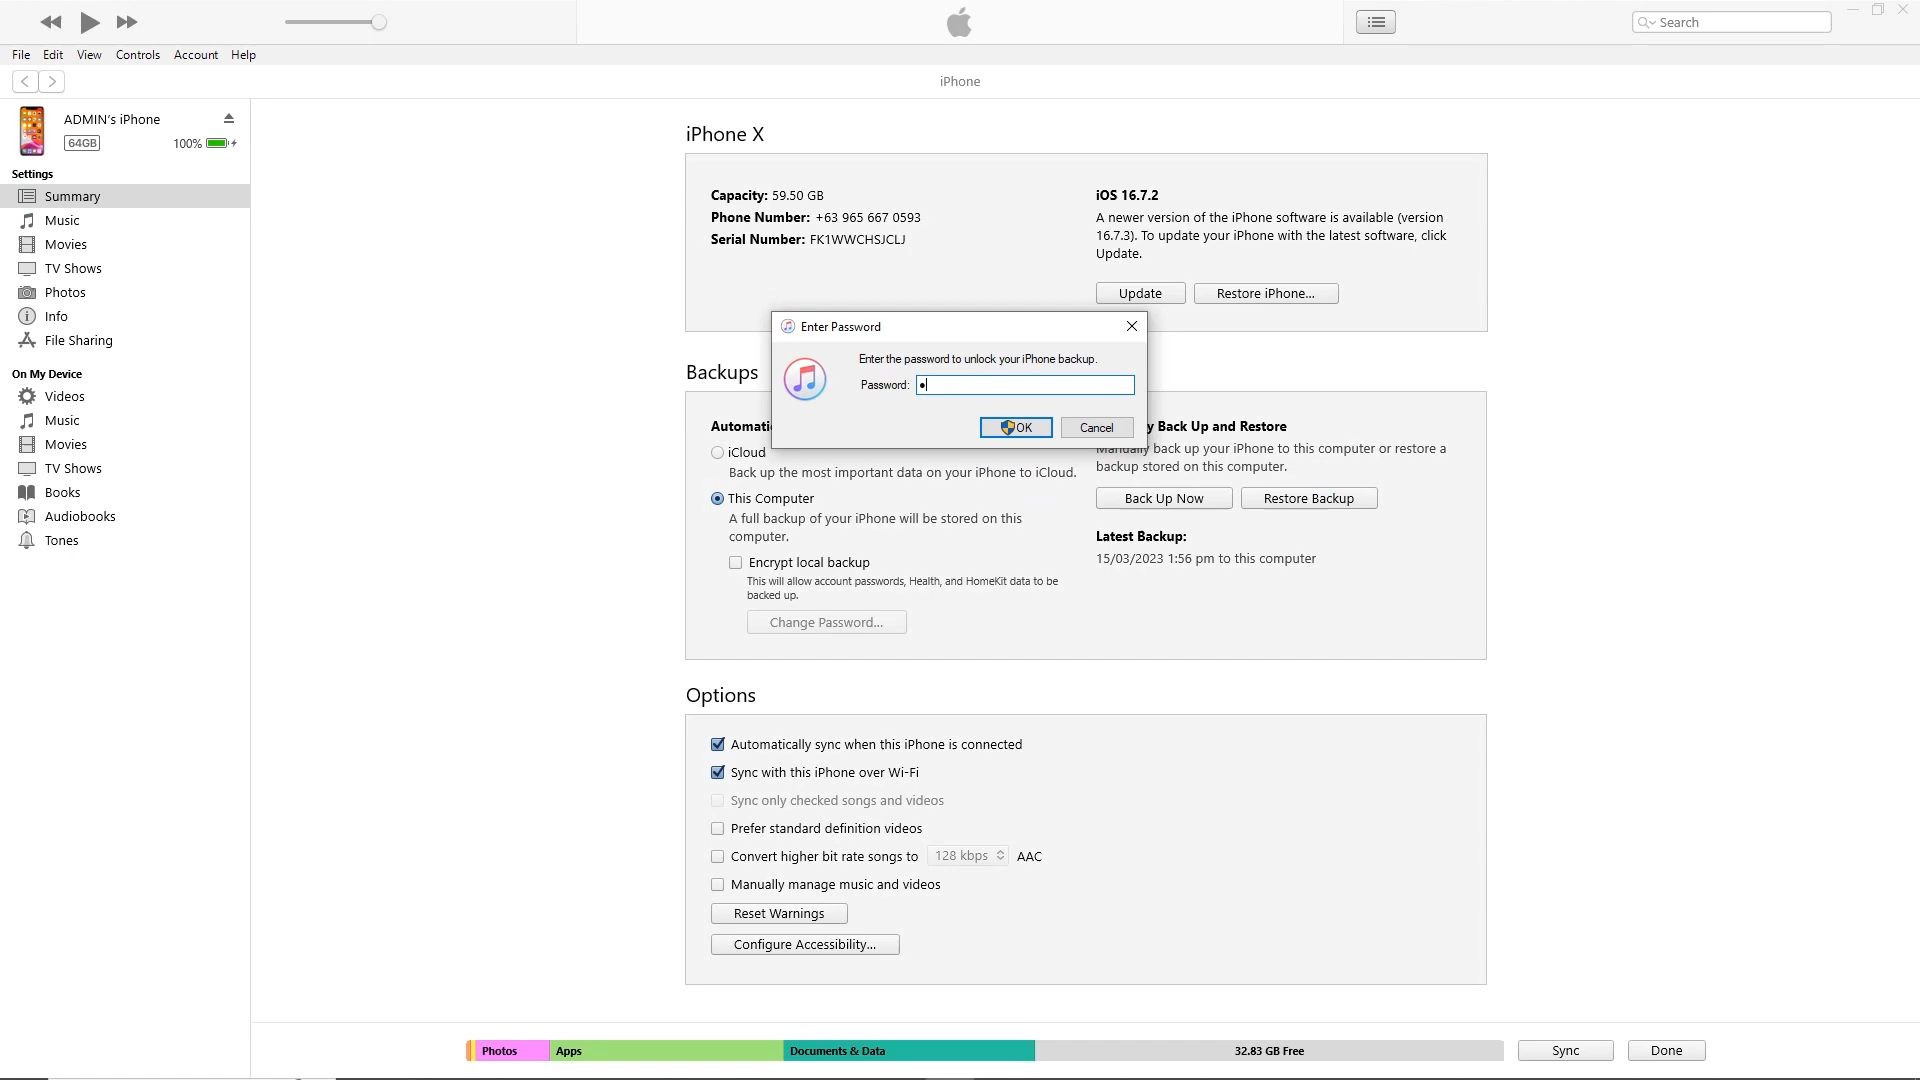 Search
File Edit View Controls Account Help
iPhone
ADMIN's iPhone
64GB 100%
Settings
Summary
Music
Movies
TV Shows
Photos
Info
File Sharing
On My Device
Videos
Music
Movies
TV Shows
Books
Audiobooks
Tones
iPhone X
Capacity: 59.50 GB
Phone Number: +63 965 667 0593
Serial Number: FK1WWCHSJCLJ
iOS 16.7.2
A newer version of the iPhone software is available (version
16.7.3). To update your iPhone with the latest software, click
Update.
Update Restore iPhone...
Enter Password
Enter the password to unlock your iPhone backup.
Password:
OK Cancel
Backups
Automati
iCloud
Back up the most important data on your iPhone to iCloud.
This Computer
A full backup of your iPhone will be stored on this
computer.
Encrypt local backup
This will allow account passwords, Health, and HomeKit data to be
backed up.
Change Password...
y Back Up and Restore
Manually back up your iPhone to this computer or restore a
backup stored on this computer.
Back Up Now Restore Backup
Latest Backup:
15/03/2023 1:56 pm to this computer
Options
Automatically sync when this iPhone is connected
Sync with this iPhone over Wi-Fi
Sync only checked songs and videos
Prefer standard definition videos
Convert higher bit rate songs to 128 kbps AAC
Manually manage music and videos
Reset Warnings
Configure Accessibility...
Photos Apps Documents & Data 32.83 GB Free Sync Done